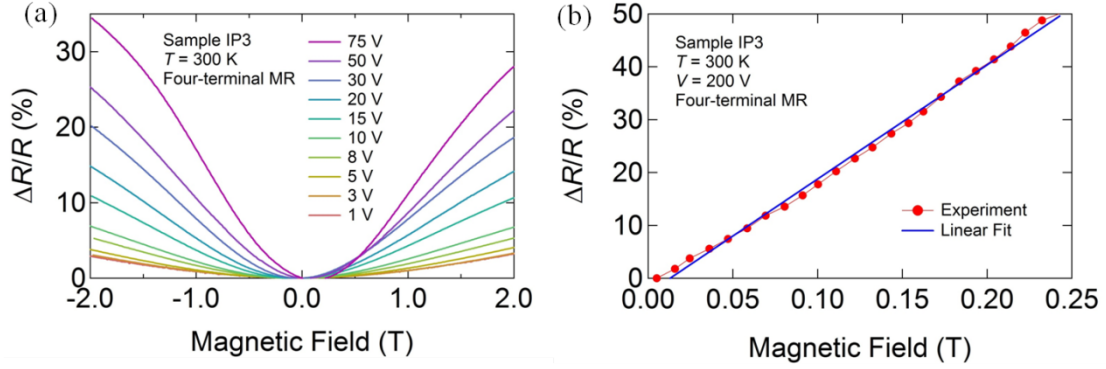 (a)
ΔR/R (%)
30
20
10
0
Sample IP3
T = 300 K
Four-terminal MR
75 V
50 V
30 V
20 V
15 V
10 V
8 V
5 V
3 V
1 V
-2.0 -1.0 0.0 1.0 2.0
Magnetic Field (T)
(b)
ΔR/R (%)
50
40
30
20
10
0
Sample IP3
T = 300 K
V = 200 V
Four-terminal MR
Experiment
Linear Fit
0.00 0.05 0.10 0.15 0.20 0.25
Magnetic Field (T)